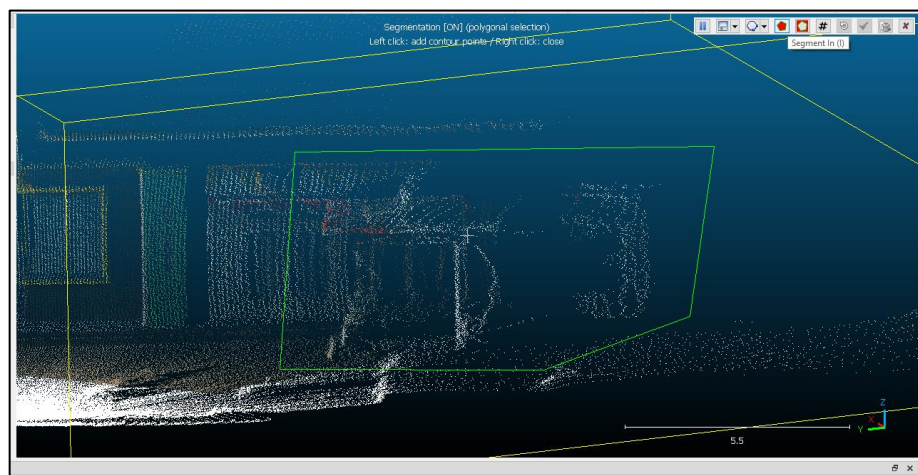 Segmentation [ON] (polygonal selection)
Left click: add contour points / Right click: close
Segment In (I)
5.5
Z
X
Y